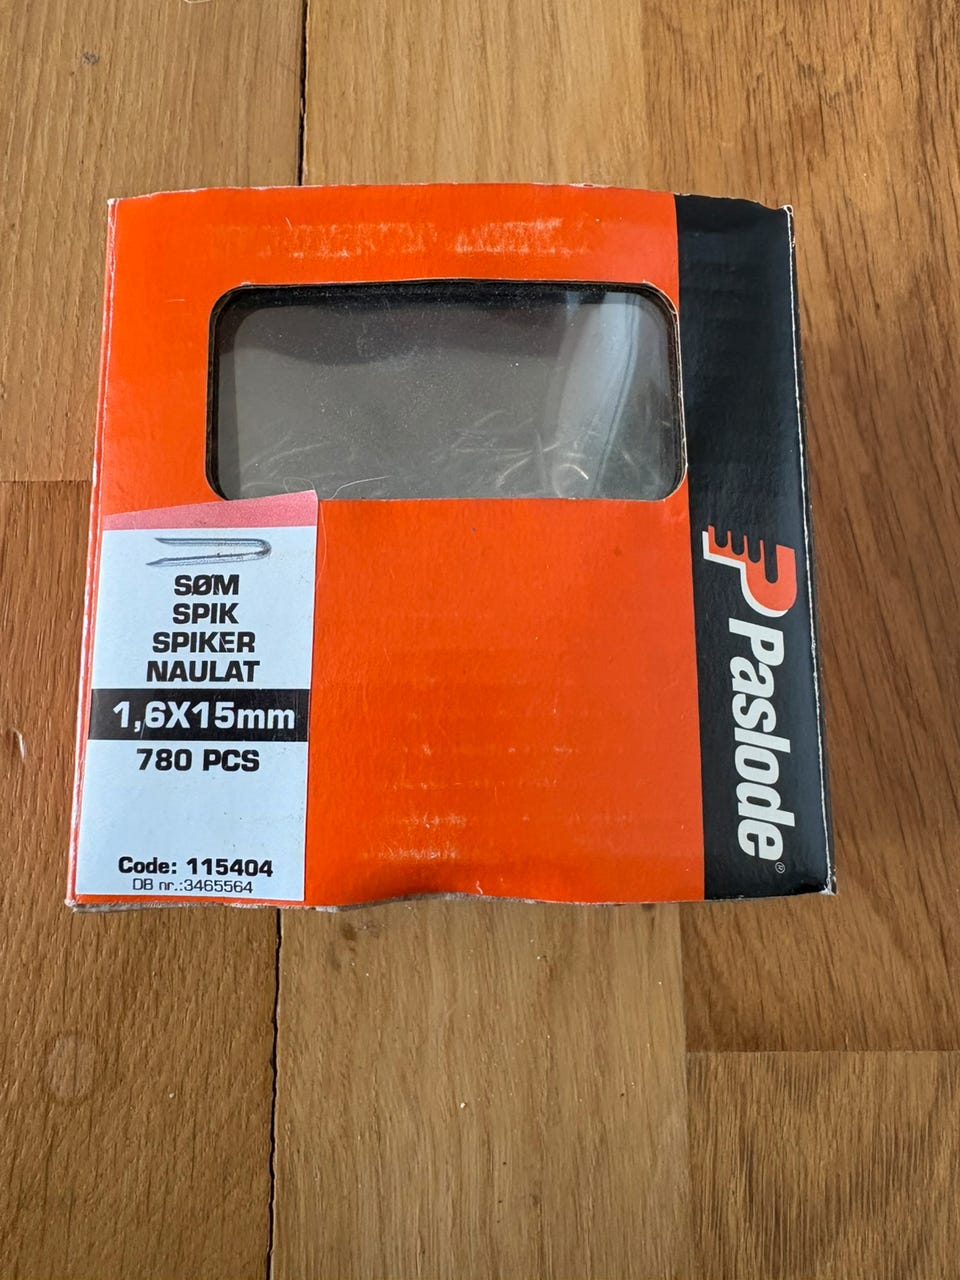 SØM
SPIK
SPIKER
NAULAT
1,6X15mm
780 PCS
Code: 115404
DB nr.:3465564
Paslode®